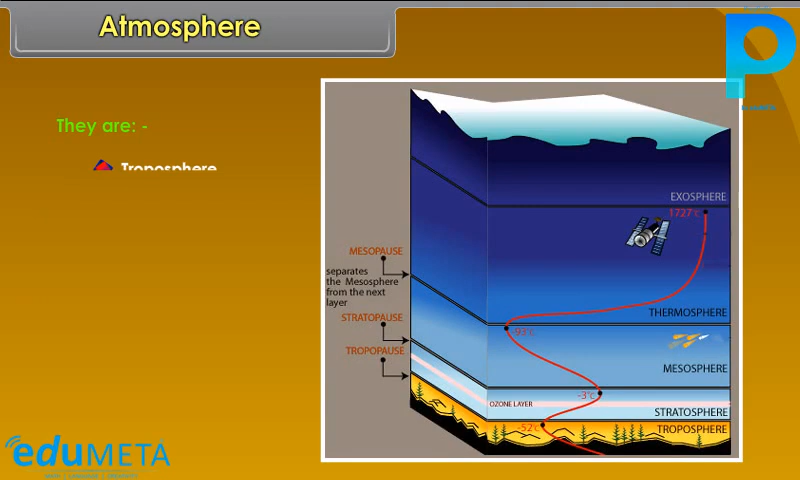 Atmosphere
P
They are: -
Troposphere
EXOSPHERE
1727°C
MESOPAUSE
separates
the Mesosphere
from the next
layer
THERMOSPHERE
STRATOPAUSE
-93°C
TROPOPAUSE
MESOSPHERE
-3°C
OZONE LAYER
STRATOSPHERE
-52°C
TROPOSPHERE
eduMETA